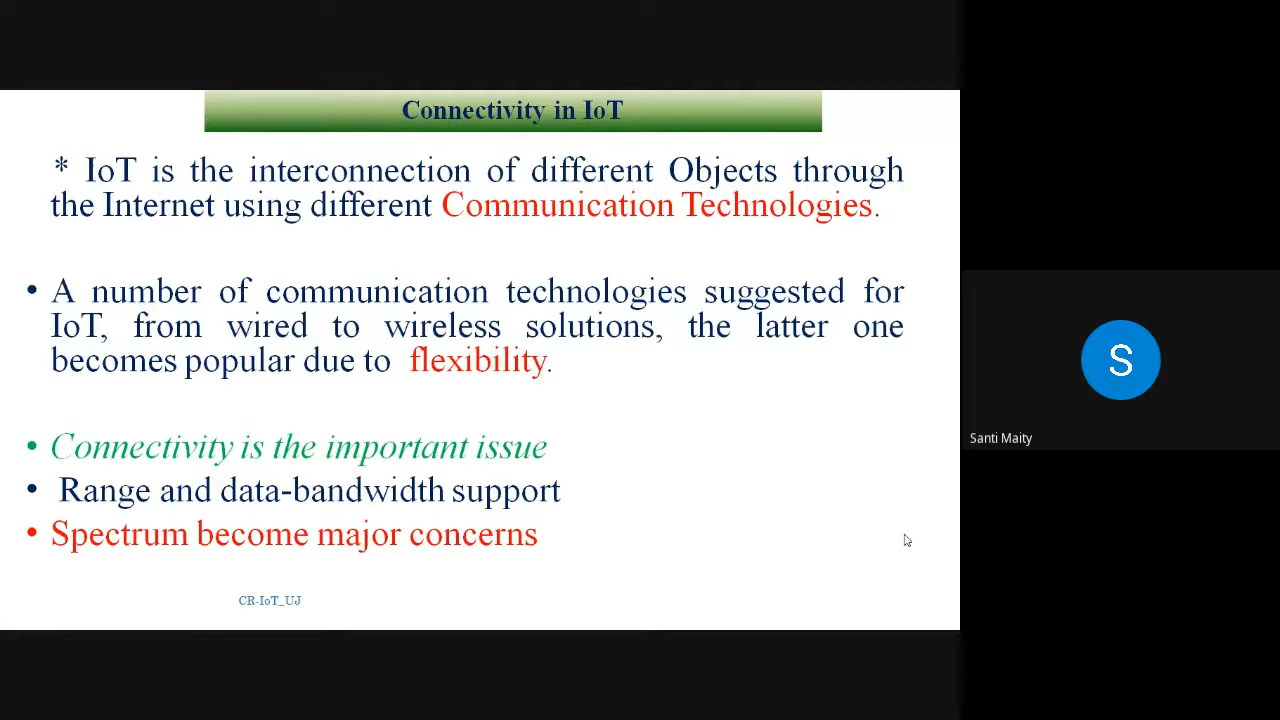 Connectivity in IoT
* IoT is the interconnection of different Objects through
the Internet using different Communication Technologies.
• A number of communication technologies suggested for
IoT, from wired to wireless solutions, the latter one
becomes popular due to flexibility.
• Connectivity is the important issue
• Range and data-bandwidth support
• Spectrum become major concerns
CR-IoT_UJ
S
Santi Maity